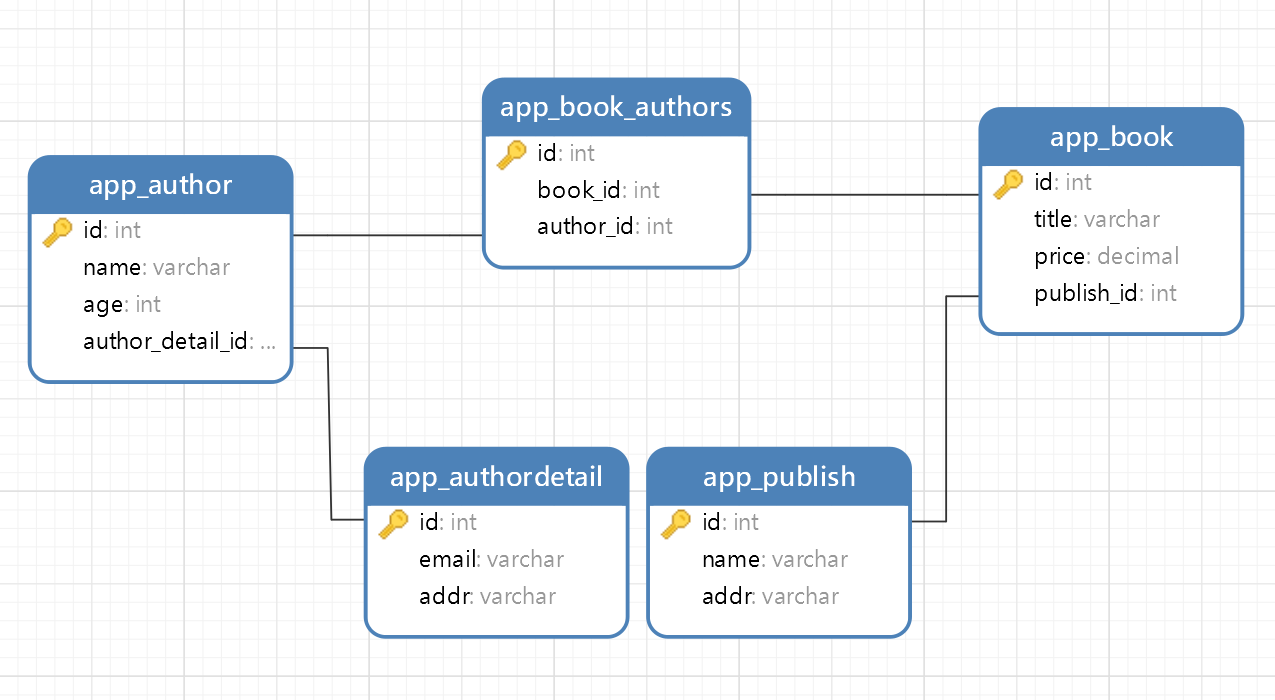 app_book_authors
id: int
book_id: int
author_id: int
app_book
id: int
title: varchar
price: decimal
publish_id: int
app_author
id: int
name: varchar
age: int
author_detail_id: ...
app_authordetail
id: int
email: varchar
addr: varchar
app_publish
id: int
name: varchar
addr: varchar